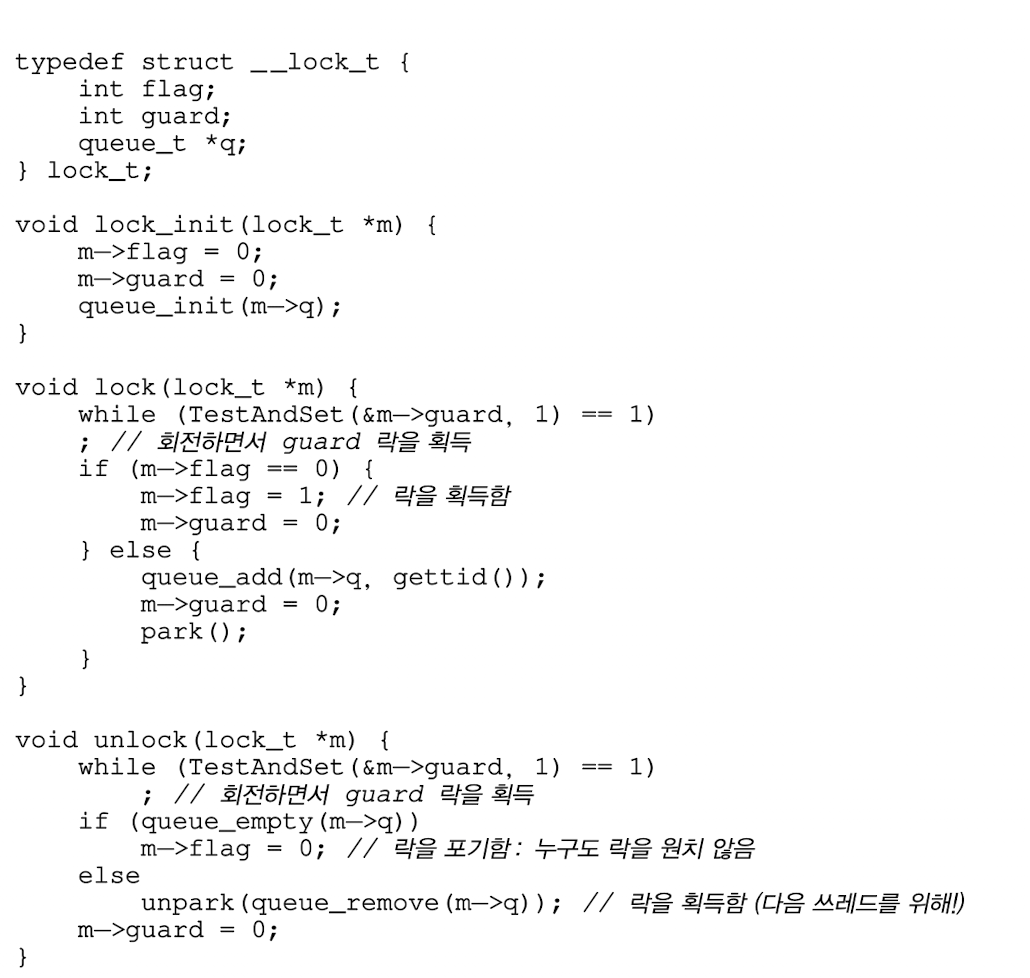 typedef struct __lock_t {
    int flag;
    int guard;
    queue_t *q;
} lock_t;

void lock_init(lock_t *m) {
    m—>flag = 0;
    m—>guard = 0;
    queue_init(m—>q);
}

void lock(lock_t *m) {
    while (TestAndSet(&m—>guard, 1) == 1)
    ; // 회전하면서 guard 락을 획득
    if (m—>flag == 0) {
        m—>flag = 1; // 락을 획득함
        m—>guard = 0;
    } else {
        queue_add(m—>q, gettid());
        m—>guard = 0;
        park();
    }
}

void unlock(lock_t *m) {
    while (TestAndSet(&m—>guard, 1) == 1)
        ; // 회전하면서 guard 락을 획득
    if (queue_empty(m—>q))
        m—>flag = 0; // 락을 포기함: 누구도 락을 원치 않음
    else
        unpark(queue_remove(m—>q)); // 락을 획득함 (다음 쓰레드를 위해!)
    m—>guard = 0;
}